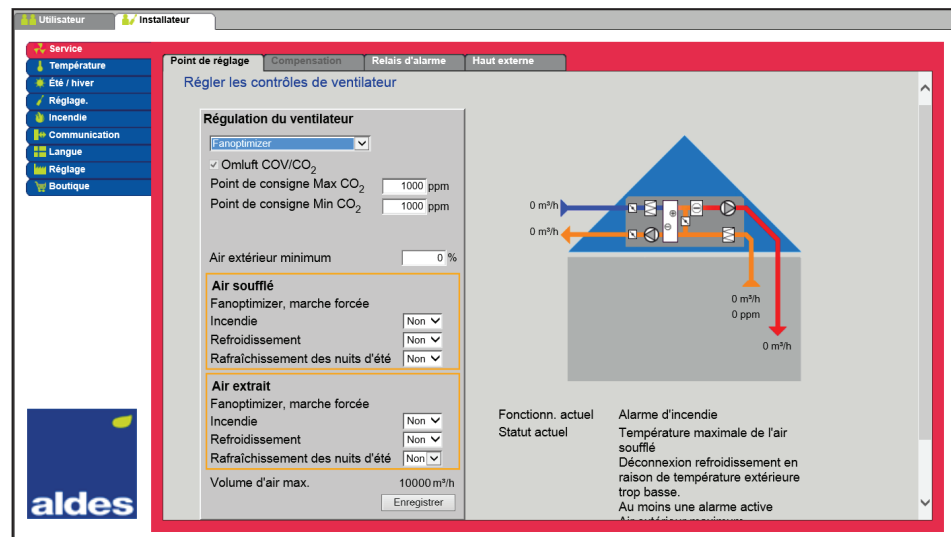 Utilisateur
Installateur
Service
Température
Été / hiver
Réglage.
Incendie
Communication
Langue
Réglage
Boutique
Point de réglage
Compensation
Relais d'alarme
Haut externe
Régler les contrôles de ventilateur
Régulation du ventilateur
Fanoptimizer
Omluft COV/CO2
Point de consigne Max CO2 1000 ppm
Point de consigne Min CO2 1000 ppm
Air extérieur minimum 0 %
Air soufflé
Fanoptimizer, marche forcée
Incendie Non
Refroidissement Non
Rafraîchissement des nuits d'été Non
Air extrait
Fanoptimizer, marche forcée
Incendie Non
Refroidissement Non
Rafraîchissement des nuits d'été Non
Volume d'air max. 10000 m³/h
Enregistrer
0 m³/h
0 m³/h
0 m³/h
0 ppm
0 m³/h
Fonctionn. actuel Alarme d'incendie
Statut actuel Température maximale de l'air
soufflé
Déconnexion refroidissement en
raison de température extérieure
trop basse.
Au moins une alarme active
Air extérieur maximum
aldes